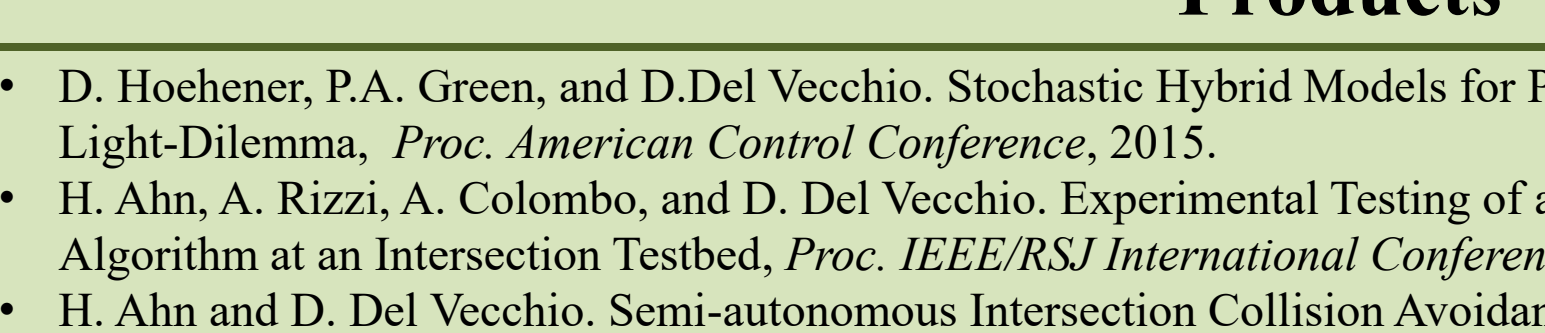 Products
• D. Hoehener, P.A. Green, and D.Del Vecchio. Stochastic Hybrid Models for
Light-Dilemma, Proc. American Control Conference, 2015.
• H. Ahn, A. Rizzi, A. Colombo, and D. Del Vecchio. Experimental Testing of
Algorithm at an Intersection Testbed, Proc. IEEE/RSJ International
• H. Ahn and D. Del Vecchio. Semi-autonomous Intersection Collision